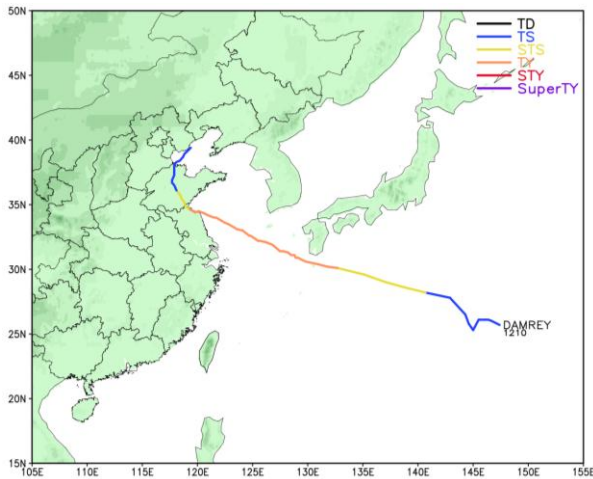 50N
45N
40N
35N
30N
25N
20N
15N
105E 110E 115E 120E 125E 130E 135E 140E 145E 150E 155E
TD
TS
STS
TY
STY
SuperTY
DAMREY
1210